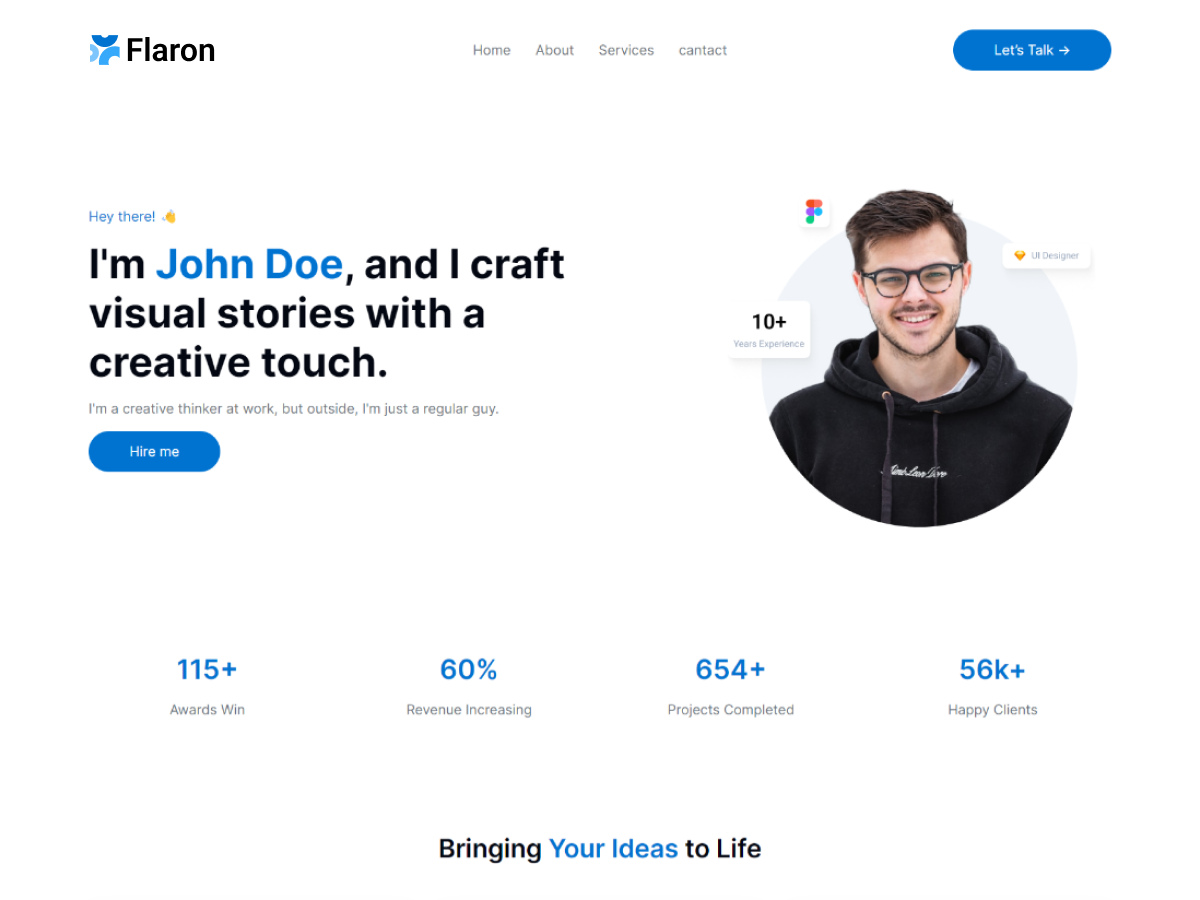 Flaron
Home About Services cantact
Let's Talk →
Hey there! 👋
I'm John Doe, and I craft
visual stories with a
creative touch.
I'm a creative thinker at work, but outside, I'm just a regular guy.
Hire me
UI Designer
10+
Years Experience
115+
Awards Win
60%
Revenue Increasing
654+
Projects Completed
56k+
Happy Clients
Bringing Your Ideas to Life